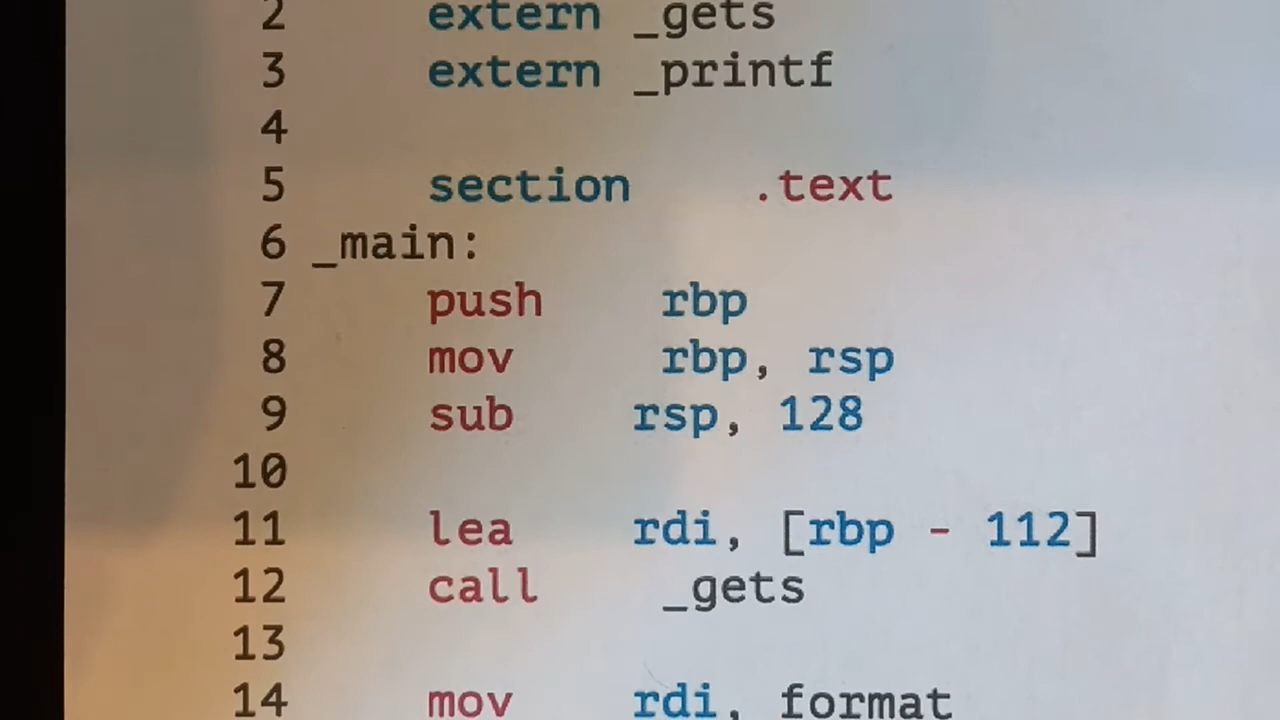 2 extern _gets
3 extern _printf
4
5 section .text
6 _main:
7 push rbp
8 mov rbp, rsp
9 sub rsp, 128
10
11 lea rdi, [rbp - 112]
12 call _gets
13
14 mov rdi, format